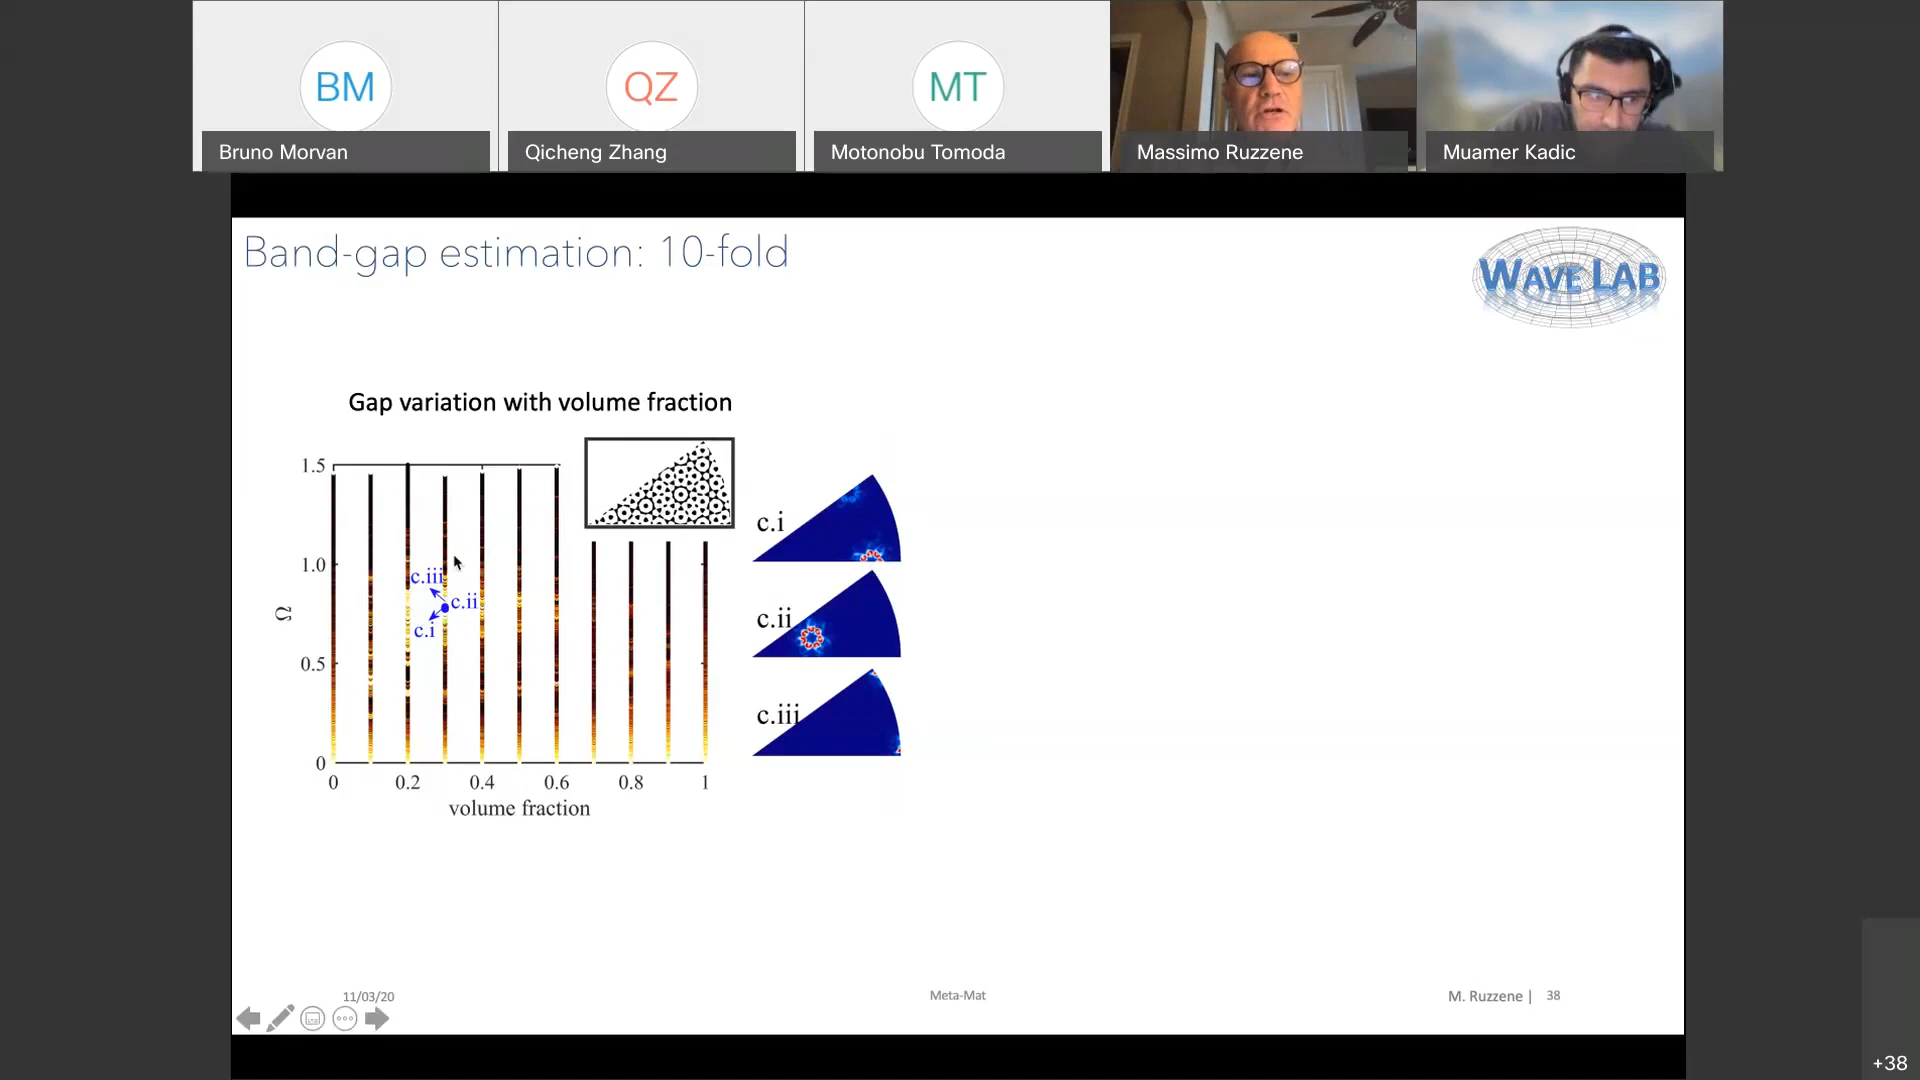 BM
QZ
MT
Bruno Morvan
Qicheng Zhang
Motonobu Tomoda
Massimo Ruzzene
Muamer Kadic
Band-gap estimation: 10-fold
WAVE LAB
Gap variation with volume fraction
1.5
1.0
0.5
0
Ω
c.iii
c.ii
c.i
0
0.2
0.4
0.6
0.8
1
volume fraction
c.i
c.ii
c.iii
11/03/20
Meta-Mat
M. Ruzzene | 38
+38